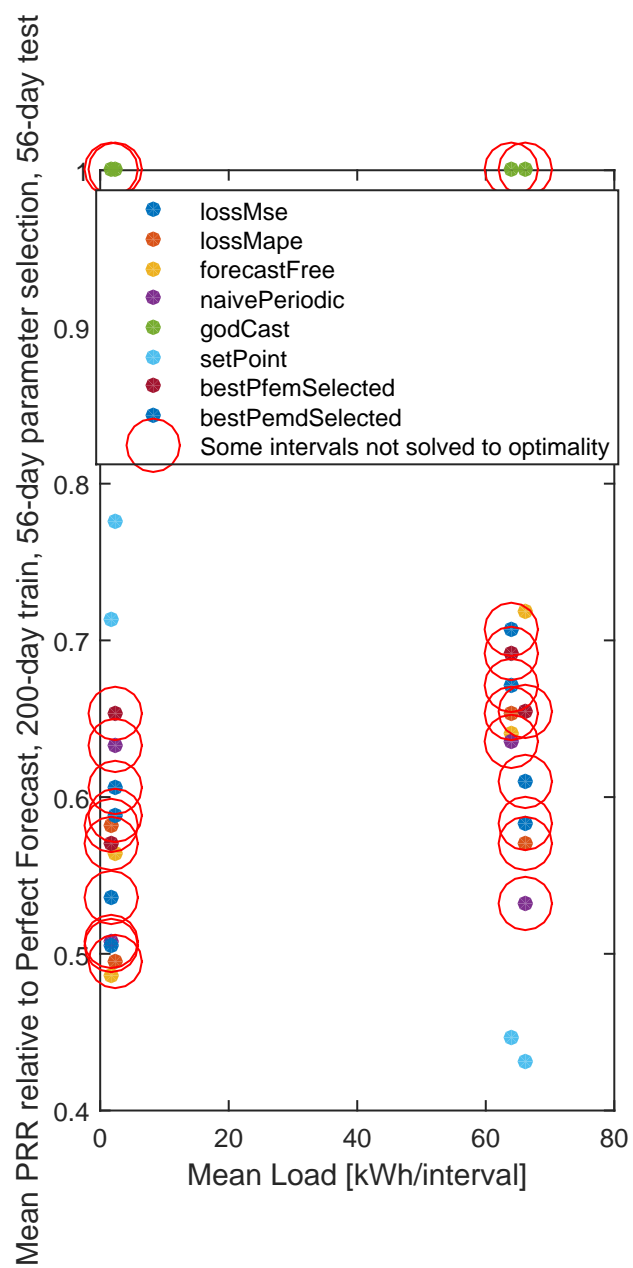 Mean PRR relative to Perfect Forecast, 200-day train, 56-day parameter selection, 56-day test
1
0.9
0.8
0.7
0.6
0.5
0.4
lossMse
lossMape
forecastFree
naivePeriodic
godCast
setPoint
bestPfemSelected
bestPemdSelected
Some intervals not solved to optimality
0 20 40 60 80
Mean Load [kWh/interval]